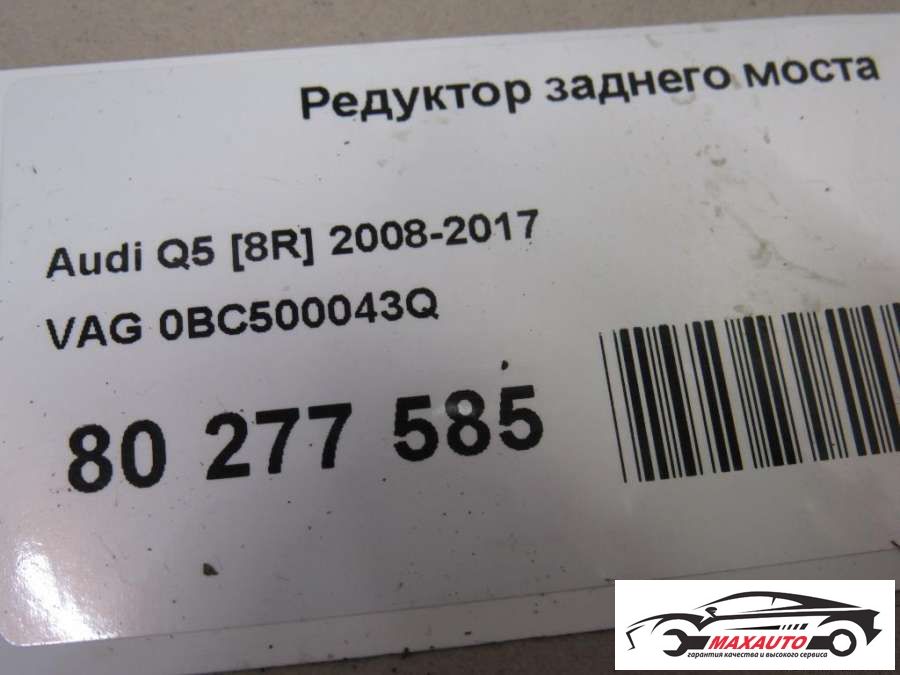 Редуктор заднего моста
Audi Q5 [8R] 2008-2017
VAG 0BC500043Q
80 277 585
MAXAUTO
гарантия качества и высокого сервиса